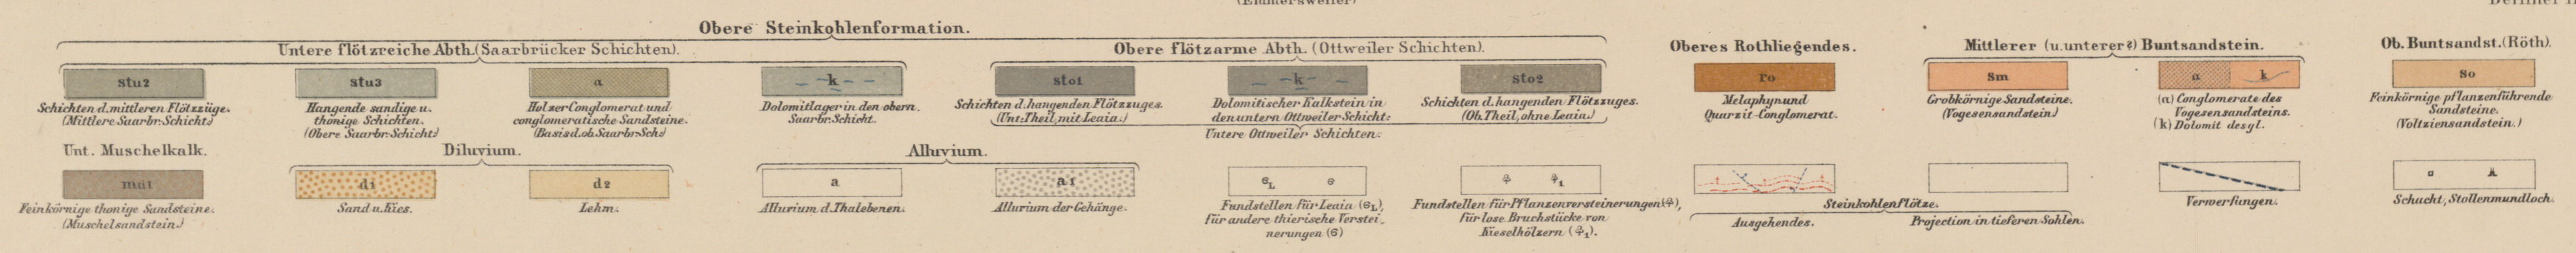 Obere Steinkohlenformation.
Untere flötzreiche Abth. (Saarbrücker Schichten).
Obere flötzarme Abth. (Ottweiler Schichten).
Oberes Rothliegendes.
Mittlerer (u. unterer?) Buntsandstein.
Ob. Buntsandst. (Röth).
stu2
stu3
a
k
sto1
k
sto2
ro
sm
a
k
so
Schichten d. mittleren Flötzzüge.
(Mittlere Saarbr. Schicht.)
Hangende sandige u.
thonige Schichten.
(Obere Saarbr. Schicht.)
Holzer Conglomerat und
conglomeratische Sandsteine.
(Basis d. ob. Saarbr. Sch.)
Dolomitlager in den obern.
Saarbr. Schicht.
Schichten d. hangenden Flötzzuges.
(Unt. Theil, mit Leaia.)
Dolomitischer Kalkstein in
den untern Ottweiler Schicht.
Schichten d. hangenden Flötzzuges.
(Ob. Theil, ohne Leaia.)
Untere Ottweiler Schichten.
Melaphyr und
Quarzit-Conglomerat.
Grobkörnige Sandsteine.
(Vogesensandstein)
(a) Conglomerate des
Vogesensandsteins.
(k) Dolomit desgl.
Feinkörnige pflanzenführende
Sandsteine.
(Voltziensandstein.)
Unt. Muschelkalk.
Diluvium.
Alluvium.
mu1
d1
d2
a
a1
Feinkörnige thonige Sandsteine.
(Muschelsandstein.)
Sand u. Kies.
Lehm.
Alluvium d. Thalebenen.
Alluvium der Gehänge.
Fundstellen für Leaia
für andere thierische Verstei-
nerungen
Fundstellen für Pflanzenversteinerungen
für lose Bruchstücke von
Kieselhölzern
Steinkohlenflötze.
Ausgehendes.
Projection in tieferen Sohlen.
Verwerfungen.
Schacht, Stollenmundloch.